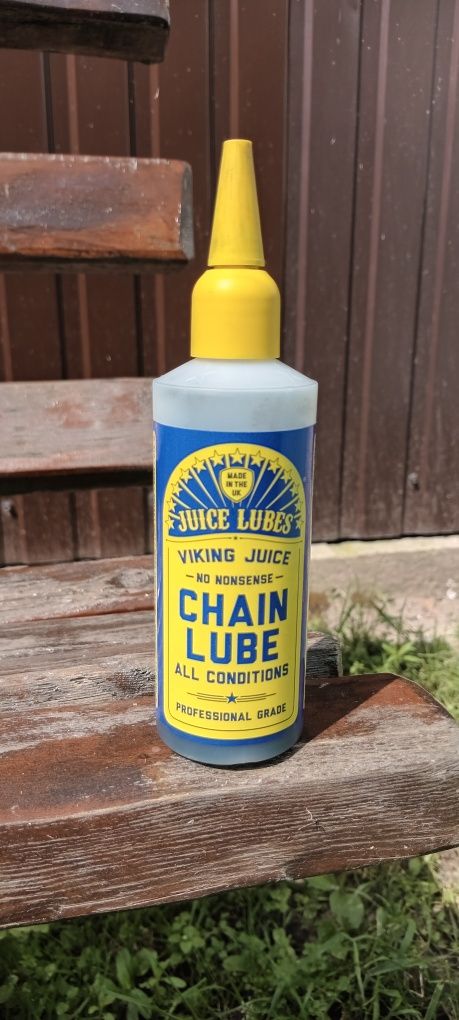 MADE
IN THE
UK
JUICE LUBES
VIKING JUICE
NO NONSENSE
CHAIN
LUBE
ALL CONDITIONS
PROFESSIONAL GRADE